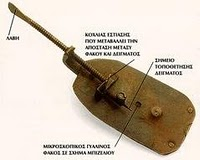 ΛΑΒΗ
ΚΟΧΛΙΑΣ ΕΣΤΙΑΣΗΣ
ΠΟΥ ΜΕΤΑΒΑΛΛΕΙ ΤΗΝ
ΑΠΟΣΤΑΣΗ ΜΕΤΑΞΥ
ΦΑΚΟΥ ΚΑΙ ΔΕΙΓΜΑΤΟΣ
ΣΗΜΕΙΟ
ΤΟΠΟΘΕΤΗΣΗΣ
ΔΕΙΓΜΑΤΟΣ
ΜΙΚΡΟΣΚΟΠΙΚΟΣ ΓΥΑΛΙΝΟΣ
ΦΑΚΟΣ ΣΕ ΣΧΗΜΑ ΜΠΙΖΕΛΙΟΥ